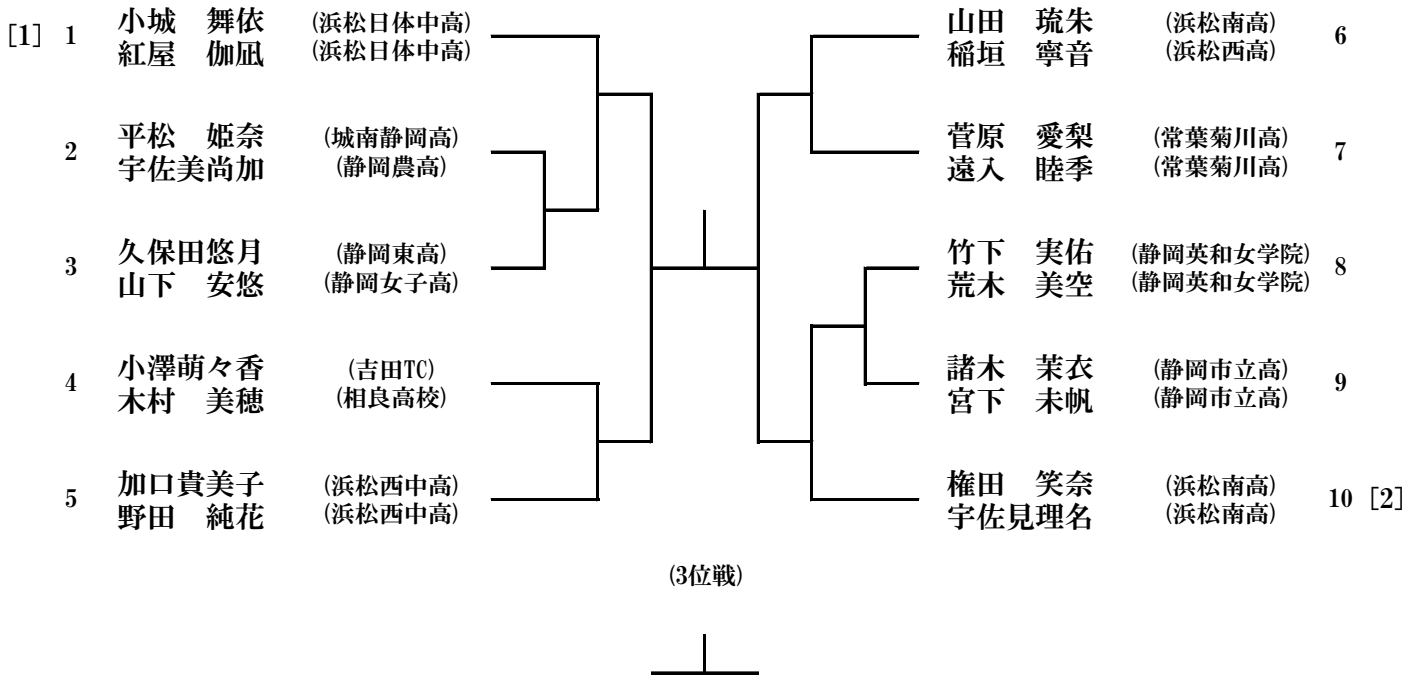 [1] 1 小城　舞依 (浜松日体中高)
紅屋　伽凪 (浜松日体中高)
2 平松　姫奈 (城南静岡高)
宇佐美尚加 (静岡農高)
3 久保田悠月 (静岡東高)
山下　安悠 (静岡女子高)
4 小澤萌々香 (吉田TC)
木村　美穂 (相良高校)
5 加口貴美子 (浜松西中高)
野田　純花 (浜松西中高)
山田　琉朱 (浜松南高) 6
稲垣　寧音 (浜松西高)
菅原　愛梨 (常葉菊川高) 7
遠入　睦季 (常葉菊川高)
竹下　実佑 (静岡英和女学院) 8
荒木　美空 (静岡英和女学院)
諸木　茉衣 (静岡市立高) 9
宮下　未帆 (静岡市立高)
権田　笑奈 (浜松南高) 10 [2]
宇佐見理名 (浜松南高)
(3位戦)